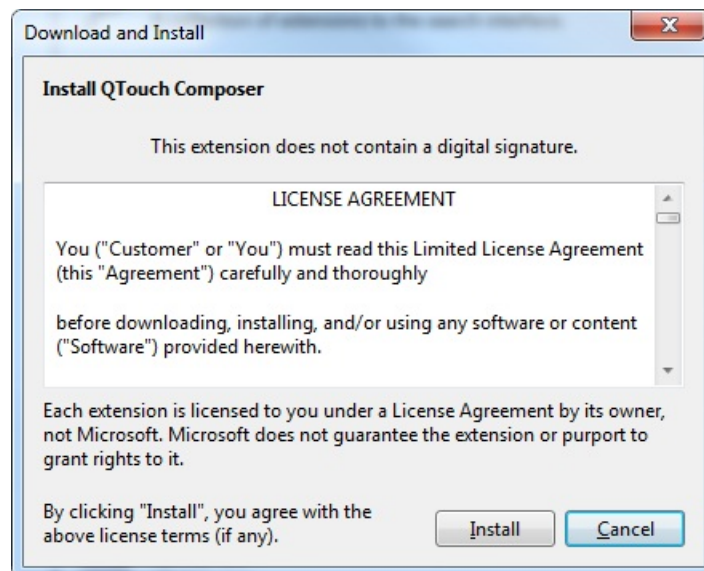 Download and Install
Install QTouch Composer
This extension does not contain a digital signature.
LICENSE AGREEMENT
You ("Customer" or "You") must read this Limited License Agreement
(this "Agreement") carefully and thoroughly
before downloading, installing, and/or using any software or content
("Software") provided herewith.
Each extension is licensed to you under a License Agreement by its owner,
not Microsoft. Microsoft does not guarantee the extension or purport to
grant rights to it.
By clicking "Install", you agree with the
above license terms (if any).
Install
Cancel